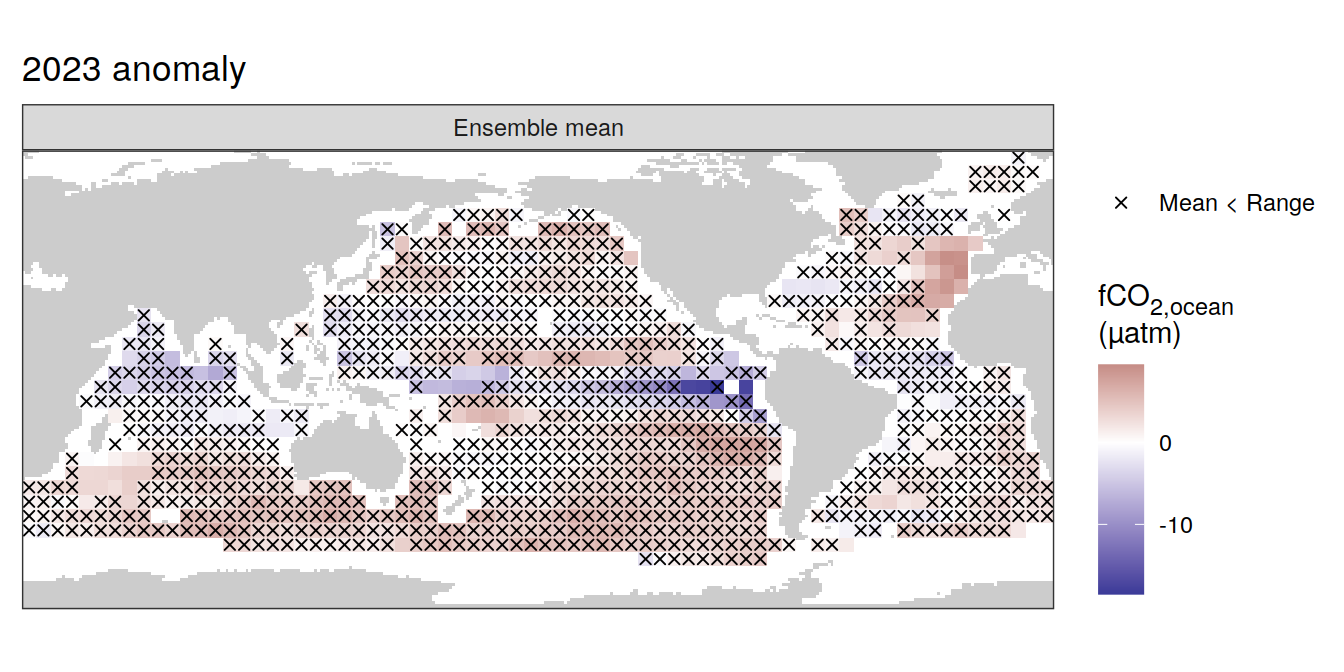 2023 anomaly
Ensemble mean
Mean < Range
fCO2,ocean
(µatm)
0
-10